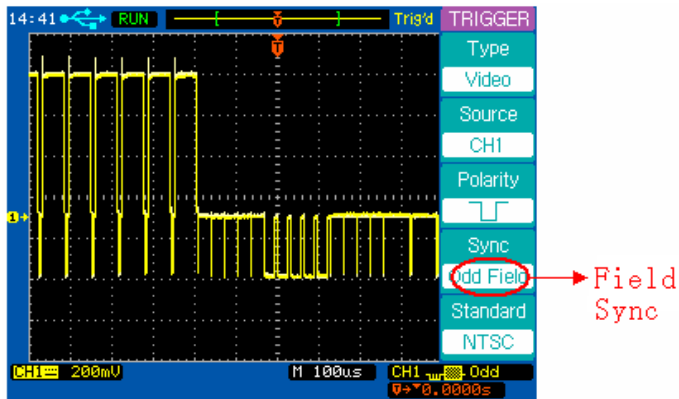 14:41 RUN T Trig'd TRIGGER
T
Type
Video
Source
CH1
Polarity
1
Sync
Odd Field
Field
Sync
Standard
NTSC
CH1 200mV M 100us CH1 Odd
0.0000s